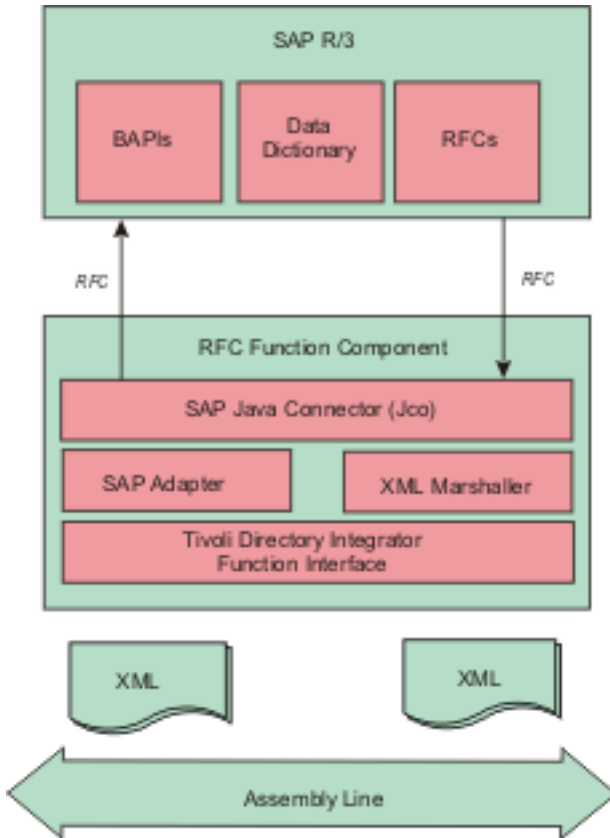 SAP R/3
BAPIs
Data
Dictionary
RFCs
RFC
RFC
RFC Function Component
SAP Java Connector (Jco)
SAP Adapter
XML Marshaller
Tivoli Directory Integrator
Function Interface
XML
XML
Assembly Line